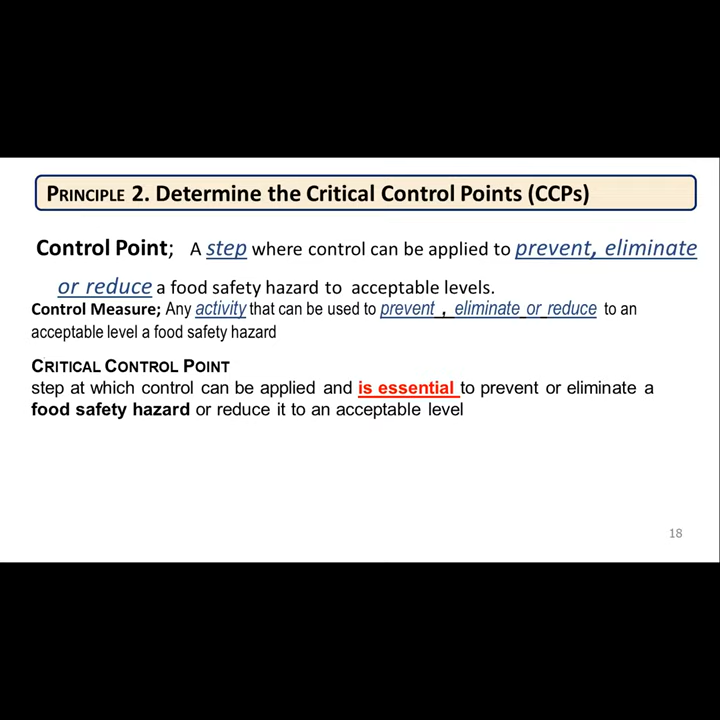 PRINCIPLE 2. Determine the Critical Control Points (CCPs)
Control Point; A step where control can be applied to prevent, eliminate
or reduce a food safety hazard to acceptable levels.
Control Measure; Any activity that can be used to prevent , eliminate or reduce to an
acceptable level a food safety hazard
CRITICAL CONTROL POINT
step at which control can be applied and is essential to prevent or eliminate a
food safety hazard or reduce it to an acceptable level
18